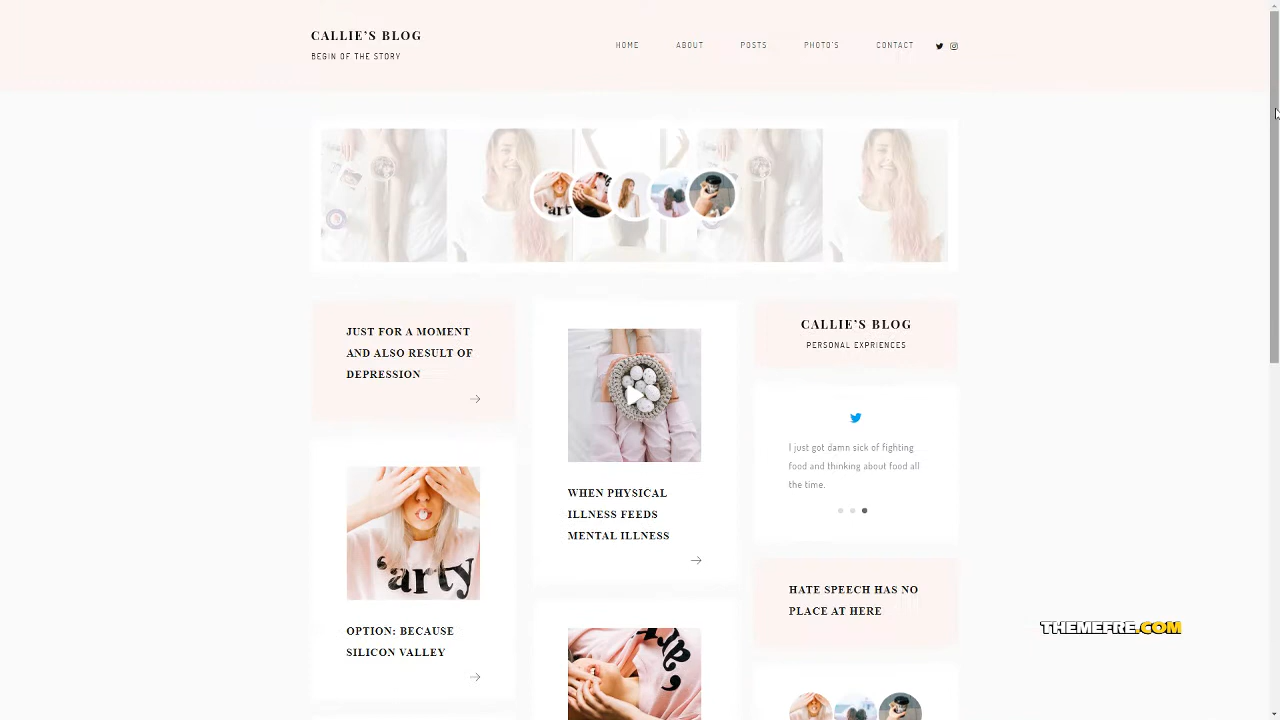 CALLIE'S BLOG
BEGIN OF THE STORY
HOME ABOUT POSTS PHOTO'S CONTACT
'art
JUST FOR A MOMENT
AND ALSO RESULT OF
DEPRESSION
'arty
OPTION: BECAUSE
SILICON VALLEY
WHEN PHYSICAL
ILLNESS FEEDS
MENTAL ILLNESS
CALLIE'S BLOG
PERSONAL EXPRIENCES
I just got damn sick of fighting
food and thinking about food all
the time.
HATE SPEECH HAS NO
PLACE AT HERE
THEMEFRE.COM